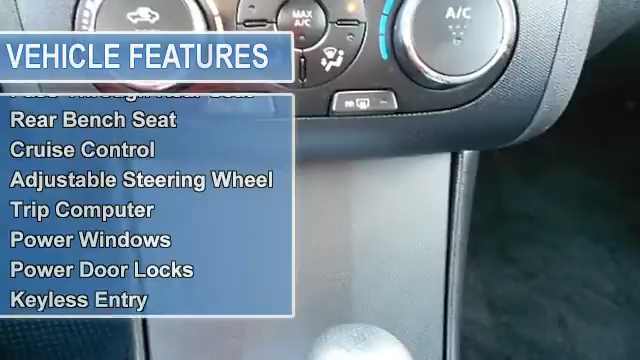 MAX
A/C
A/C
VEHICLE FEATURES
Rear Bench Seat
Cruise Control
Adjustable Steering Wheel
Trip Computer
Power Windows
Power Door Locks
Keyless Entry